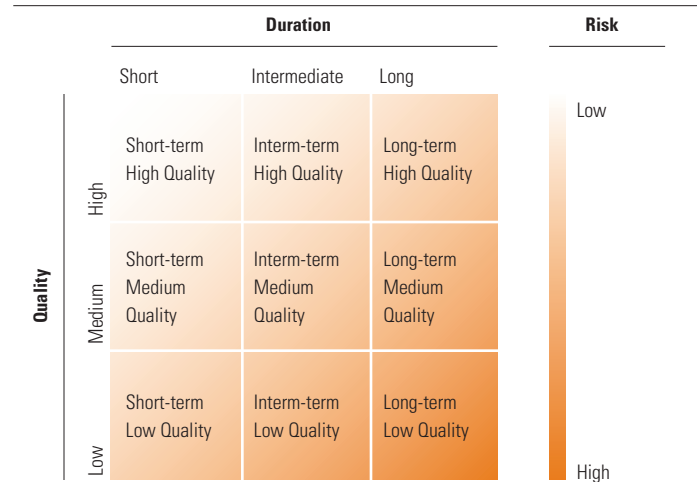 Duration
Risk
Short
Intermediate
Long
Low
High
Quality
High
Medium
Low
Short-term
High Quality
Interm-term
High Quality
Long-term
High Quality
Short-term
Medium
Quality
Interm-term
Medium
Quality
Long-term
Medium
Quality
Short-term
Low Quality
Interm-term
Low Quality
Long-term
Low Quality